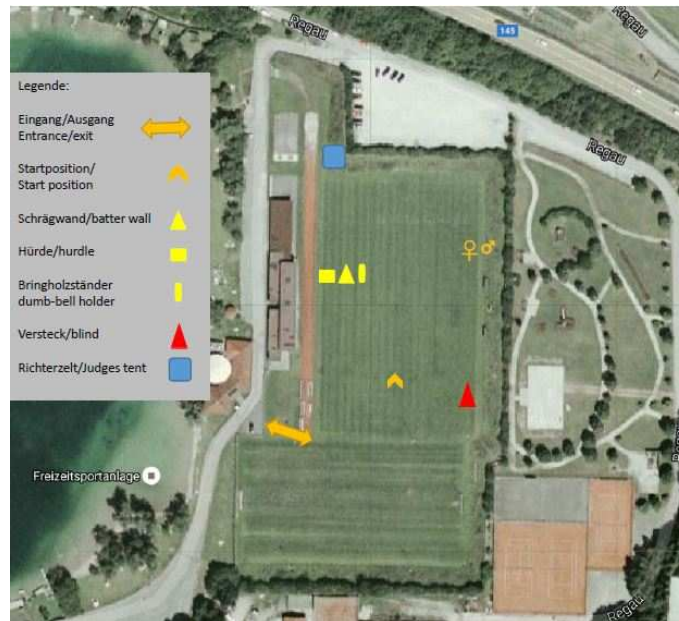 Legende:
Eingang/Ausgang
Entrance/exit
Startposition/
Start position
Schrägwand/batter wall
Hürde/hurdle
Bringholzständer
dumb-bell holder
Versteck/blind
Richterzelt/Judges tent
Regau
145
Regau
♀♂
Freizeitsportanlage
Regau